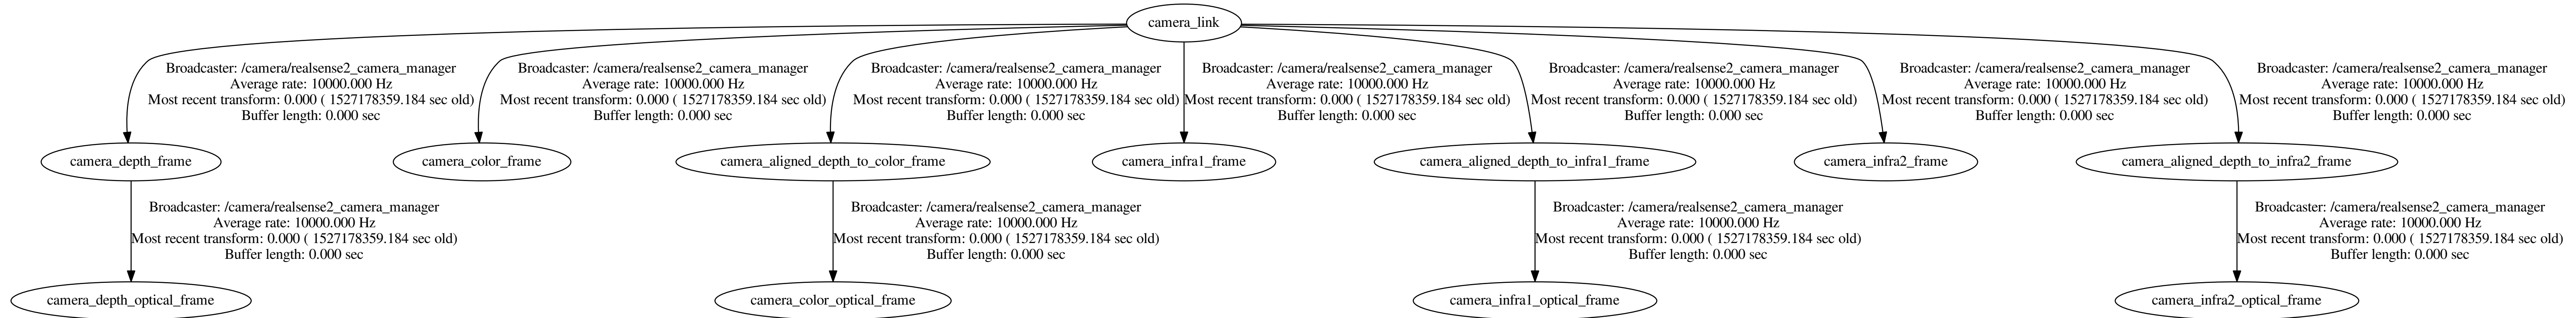 camera_link
Broadcaster: /camera/realsense2_camera_manager
Average rate: 10000.000 Hz
Most recent transform: 0.000 ( 1527178359.184 sec old)
Buffer length: 0.000 sec
Broadcaster: /camera/realsense2_camera_manager
Average rate: 10000.000 Hz
Most recent transform: 0.000 ( 1527178359.184 sec old)
Buffer length: 0.000 sec
Broadcaster: /camera/realsense2_camera_manager
Average rate: 10000.000 Hz
Most recent transform: 0.000 ( 1527178359.184 sec old)
Buffer length: 0.000 sec
Broadcaster: /camera/realsense2_camera_manager
Average rate: 10000.000 Hz
Most recent transform: 0.000 ( 1527178359.184 sec old)
Buffer length: 0.000 sec
Broadcaster: /camera/realsense2_camera_manager
Average rate: 10000.000 Hz
Most recent transform: 0.000 ( 1527178359.184 sec old)
Buffer length: 0.000 sec
Broadcaster: /camera/realsense2_camera_manager
Average rate: 10000.000 Hz
Most recent transform: 0.000 ( 1527178359.184 sec old)
Buffer length: 0.000 sec
Broadcaster: /camera/realsense2_camera_manager
Average rate: 10000.000 Hz
Most recent transform: 0.000 ( 1527178359.184 sec old)
Buffer length: 0.000 sec
camera_depth_frame
camera_color_frame
camera_aligned_depth_to_color_frame
camera_infra1_frame
camera_aligned_depth_to_infra1_frame
camera_infra2_frame
camera_aligned_depth_to_infra2_frame
Broadcaster: /camera/realsense2_camera_manager
Average rate: 10000.000 Hz
Most recent transform: 0.000 ( 1527178359.184 sec old)
Buffer length: 0.000 sec
Broadcaster: /camera/realsense2_camera_manager
Average rate: 10000.000 Hz
Most recent transform: 0.000 ( 1527178359.184 sec old)
Buffer length: 0.000 sec
Broadcaster: /camera/realsense2_camera_manager
Average rate: 10000.000 Hz
Most recent transform: 0.000 ( 1527178359.184 sec old)
Buffer length: 0.000 sec
Broadcaster: /camera/realsense2_camera_manager
Average rate: 10000.000 Hz
Most recent transform: 0.000 ( 1527178359.184 sec old)
Buffer length: 0.000 sec
camera_depth_optical_frame
camera_color_optical_frame
camera_infra1_optical_frame
camera_infra2_optical_frame